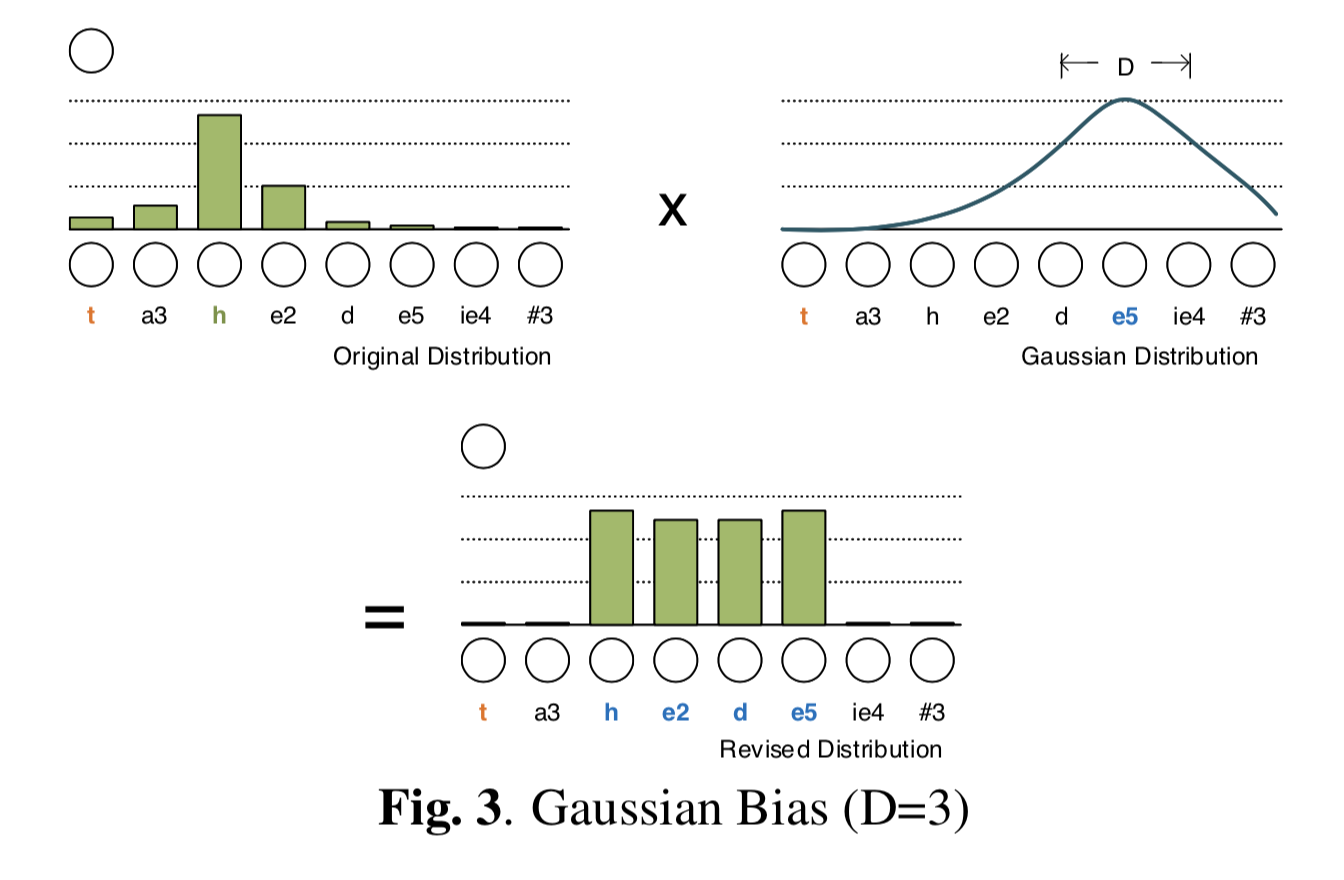 D
X
t a3 h e2 d e5 ie4 #3
t a3 h e2 d e5 ie4 #3
Original Distribution
Gaussian Distribution
=
t a3 h e2 d e5 ie4 #3
Revised Distribution
Fig. 3. Gaussian Bias (D=3)